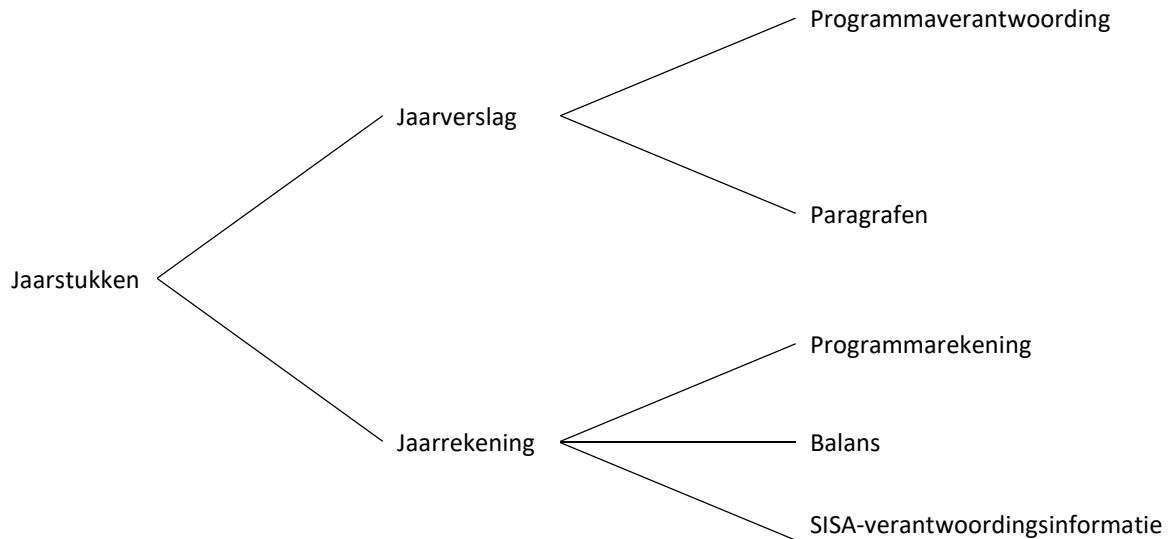 Programmaverantwoording
Jaarverslag
Paragrafen
Jaarstukken
Programmarekening
Jaarrekening
Balans
SISA-verantwoordingsinformatie